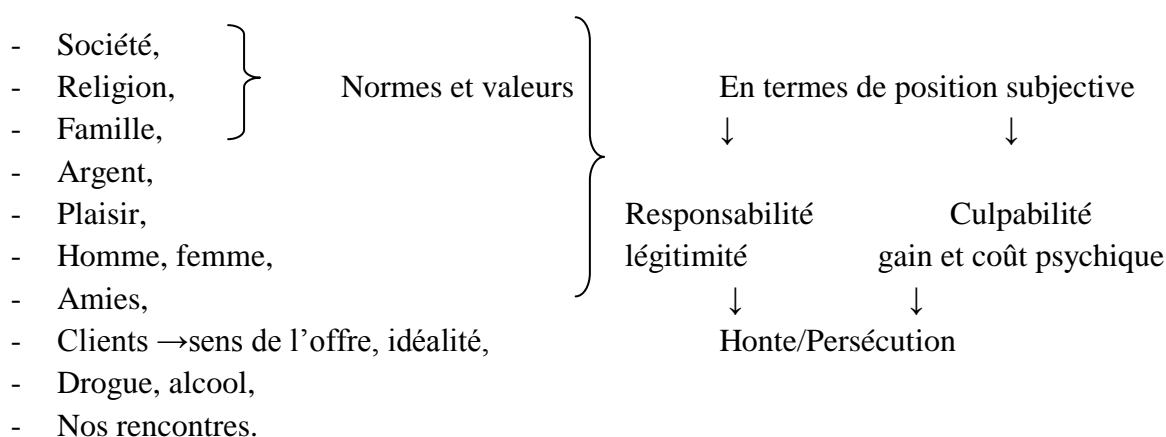 - Société,
- Religion, Normes et valeurs En termes de position subjective
- Famille, ↓ ↓
- Argent,
- Plaisir, Responsabilité Culpabilité
- Homme, femme, légitimité gain et coût psychique
- Amies, ↓ ↓
- Clients →sens de l’offre, idéalité, Honte/Persécution
- Drogue, alcool,
- Nos rencontres.